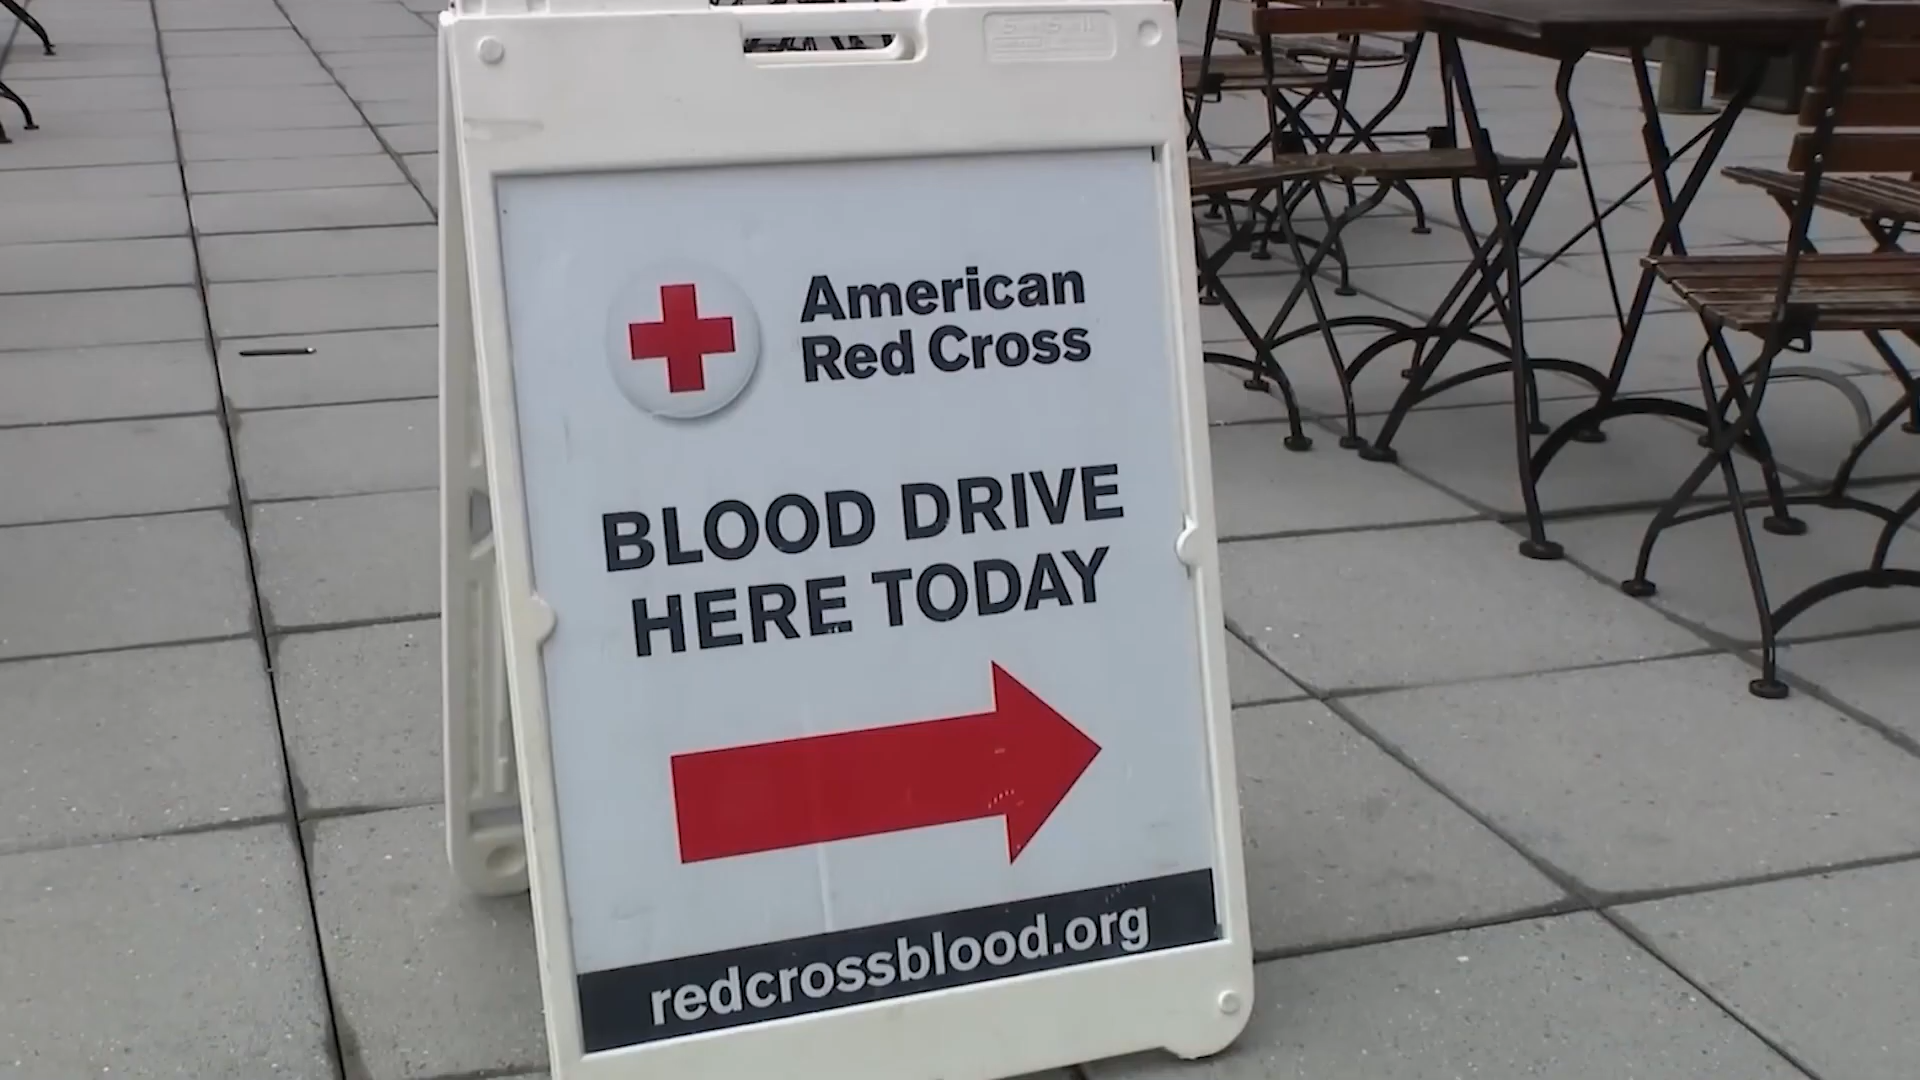 American
Red Cross
BLOOD DRIVE
HERE TODAY
redcrossblood.org